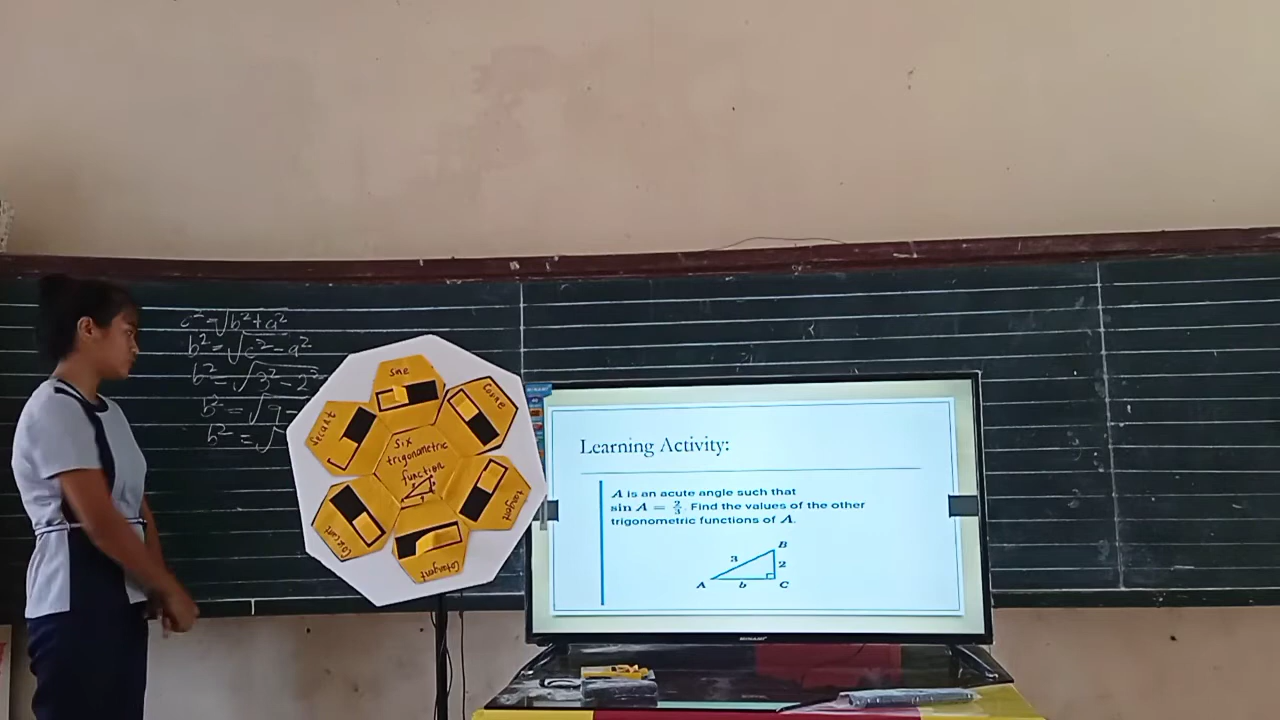 c²=√b²+a²
b²=√c²-a²
b²=√3²-2²
b²=√9-
b²=√
Sine
Cosine
tangent
Cotangent
Cosecant
Secant
Six
trigonometric
function
Learning Activity:
A is an acute angle such that
sin A = 2/3. Find the values of the other
trigonometric functions of A.
B
3
2
A
b
C